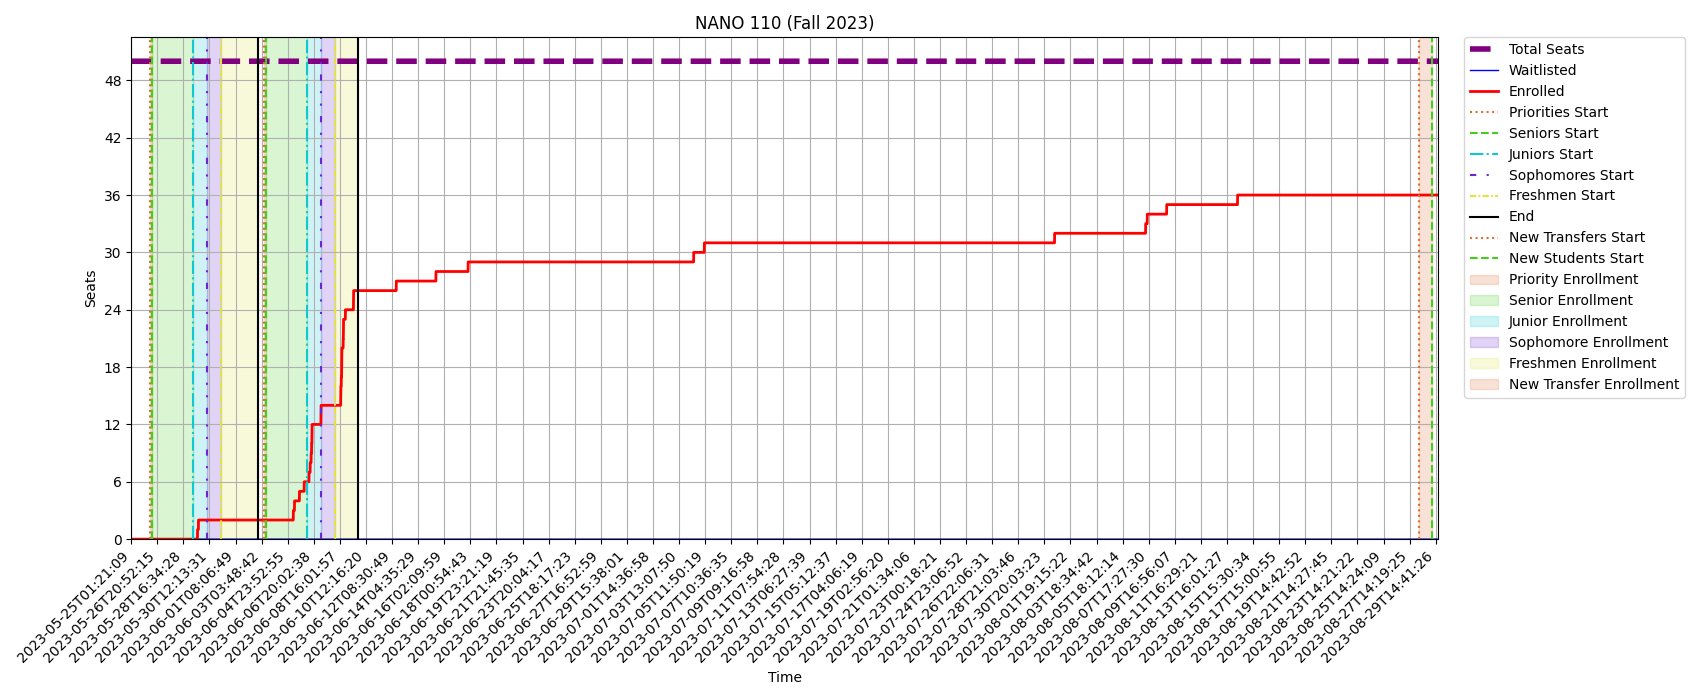 NANO 110 (Fall 2023)
Seats
48
42
36
30
24
18
12
6
0
2023-05-25T01:21:09
2023-05-26T20:52:15
2023-05-28T16:34:28
2023-05-30T12:13:31
2023-06-01T08:06:49
2023-06-03T03:48:42
2023-06-04T23:52:55
2023-06-06T20:02:38
2023-06-08T16:01:57
2023-06-10T12:16:20
2023-06-12T08:30:49
2023-06-14T04:35:29
2023-06-16T02:09:59
2023-06-18T00:54:43
2023-06-19T23:21:19
2023-06-21T21:45:35
2023-06-23T20:04:17
2023-06-25T18:17:23
2023-06-27T16:52:59
2023-06-29T15:38:01
2023-07-01T14:36:58
2023-07-03T13:07:50
2023-07-05T11:50:19
2023-07-07T10:36:35
2023-07-09T09:16:58
2023-07-11T07:54:28
2023-07-13T06:27:39
2023-07-15T05:12:37
2023-07-17T04:06:19
2023-07-19T02:56:20
2023-07-21T01:34:06
2023-07-23T00:18:21
2023-07-24T23:06:52
2023-07-26T22:06:31
2023-07-28T21:03:46
2023-07-30T20:03:23
2023-08-01T19:15:22
2023-08-03T18:34:42
2023-08-05T18:12:14
2023-08-07T17:27:30
2023-08-09T16:56:07
2023-08-11T16:29:21
2023-08-13T16:01:27
2023-08-15T15:30:34
2023-08-17T15:00:55
2023-08-19T14:42:52
2023-08-21T14:27:45
2023-08-23T14:21:22
2023-08-25T14:24:09
2023-08-27T14:19:25
2023-08-29T14:41:26
Time
Total Seats
Waitlisted
Enrolled
Priorities Start
Seniors Start
Juniors Start
Sophomores Start
Freshmen Start
End
New Transfers Start
New Students Start
Priority Enrollment
Senior Enrollment
Junior Enrollment
Sophomore Enrollment
Freshmen Enrollment
New Transfer Enrollment